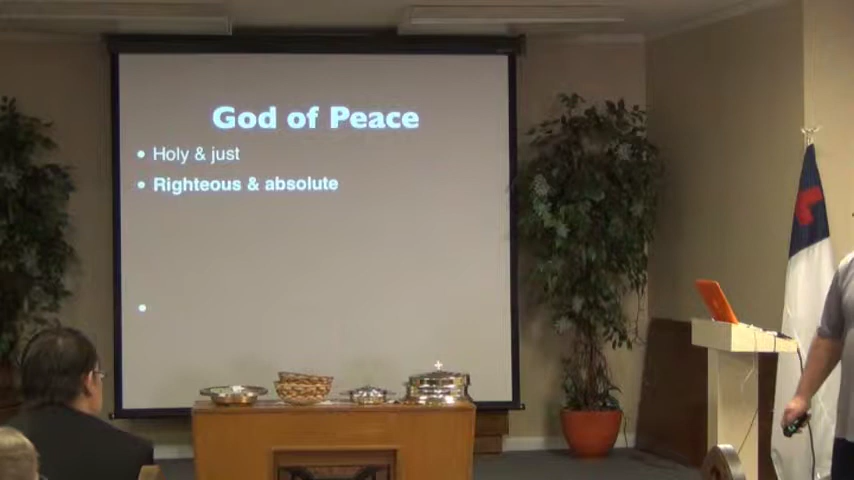 God of Peace
• Holy & just
• Righteous & absolute
•